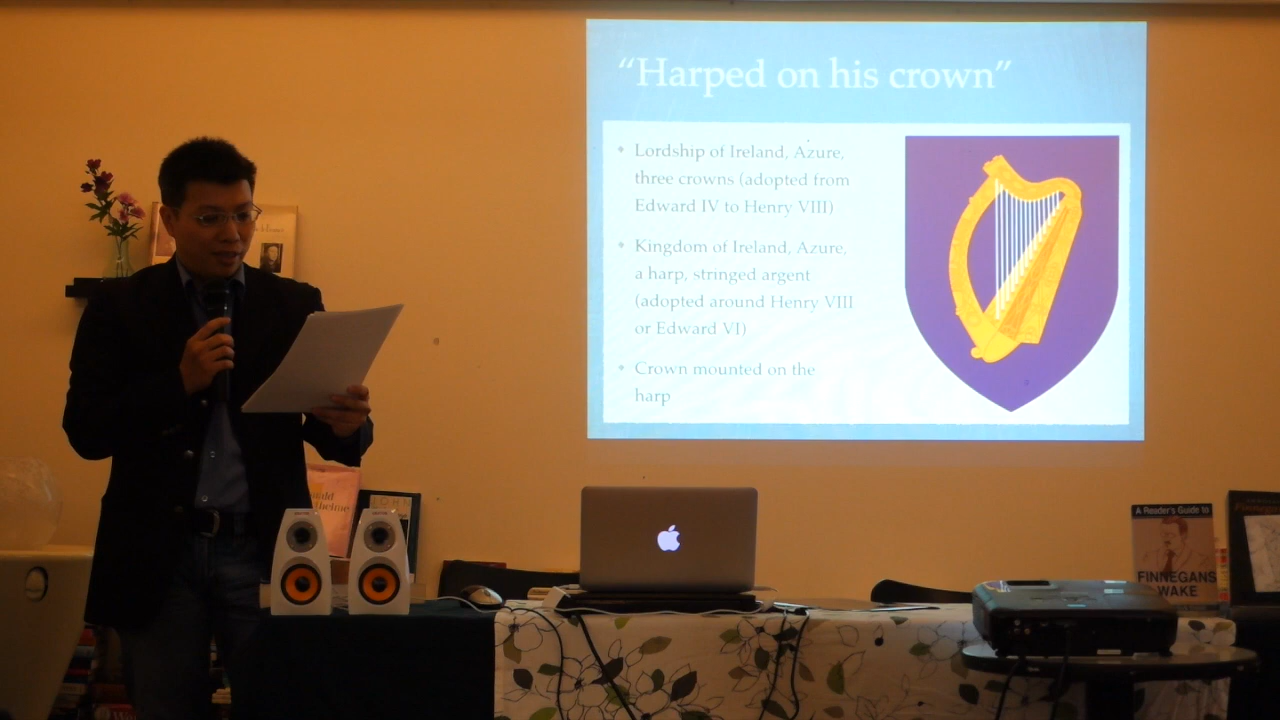 “Harped on his crown”
Lordship of Ireland, Azure,
three crowns (adopted from
Edward IV to Henry VIII)
Kingdom of Ireland, Azure,
a harp, stringed argent
(adopted around Henry VIII
or Edward VI)
Crown mounted on the
harp
A Reader's Guide to
FINNEGANS
WAKE